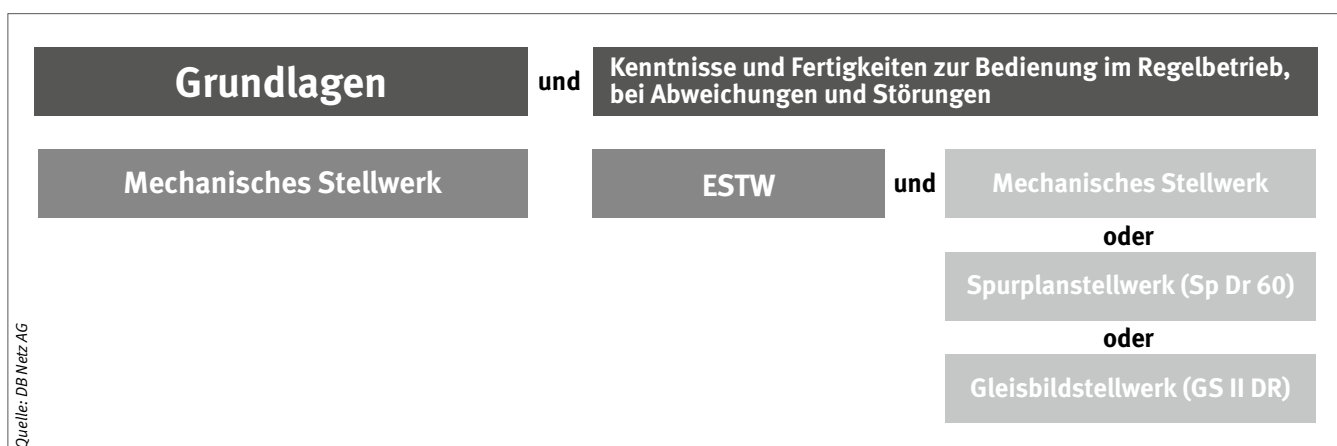 Grundlagen
und
Kenntnisse und Fertigkeiten zur Bedienung im Regelbetrieb,
bei Abweichungen und Störungen
Mechanisches Stellwerk
ESTW
und
Mechanisches Stellwerk
oder
Spurplanstellwerk (Sp Dr 60)
oder
Gleisbildstellwerk (GS II DR)
Quelle: DB Netz AG